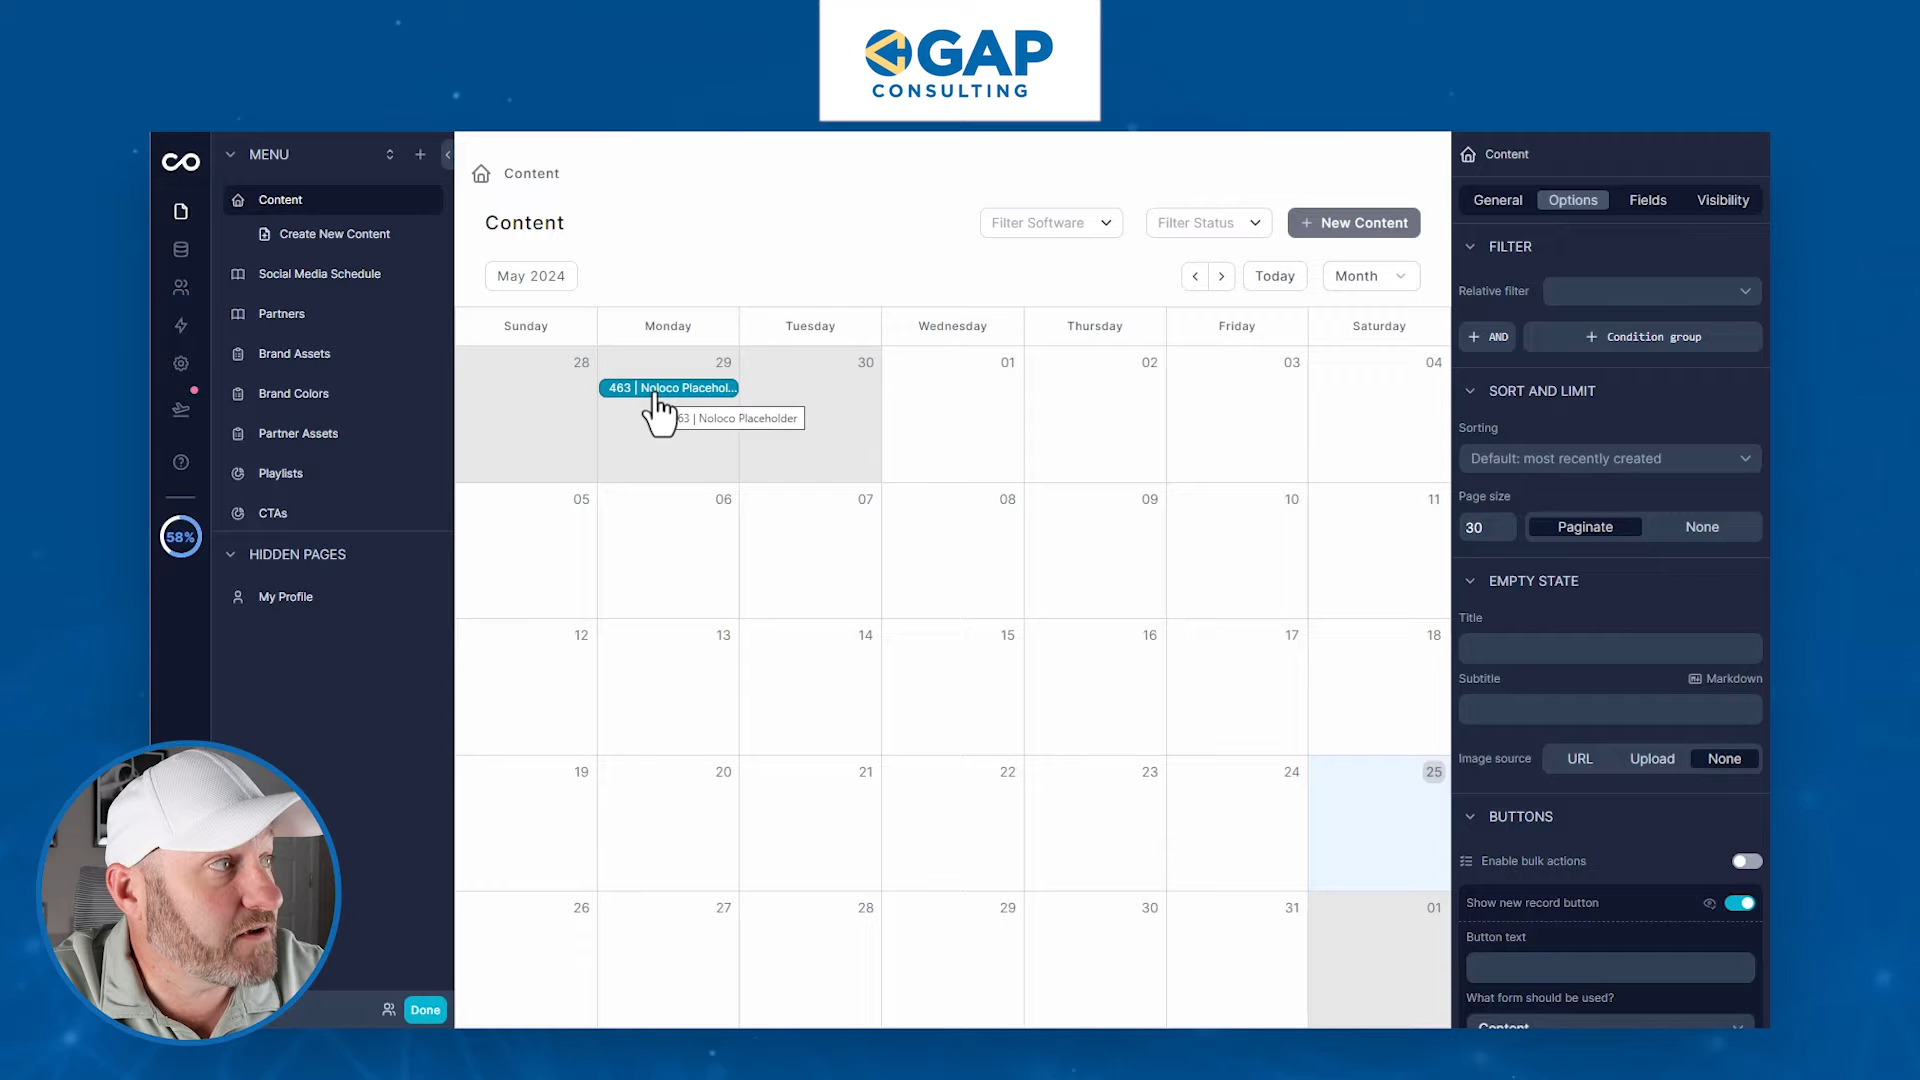 GAP
CONSULTING
MENU
Content
Create New Content
Social Media Schedule
Partners
Brand Assets
Brand Colors
Partner Assets
Playlists
CTAs
58%
HIDDEN PAGES
My Profile
Done
Content
Content
Filter Software
Filter Status
+ New Content
May 2024
< >
Today
Month
Sunday Monday Tuesday Wednesday Thursday Friday Saturday
28 29 30 01 02 03 04
463 | Noloco Placehol...
63 | Noloco Placeholder
05 06 07 08 09 10 11
12 13 14 15 16 17 18
19 20 21 22 23 24 25
26 27 28 29 30 31 01
Content
General Options Fields Visibility
FILTER
Relative filter
+ AND + Condition group
SORT AND LIMIT
Sorting
Default: most recently created
Page size
30 Paginate None
EMPTY STATE
Title
Subtitle Markdown
Image source URL Upload None
BUTTONS
Enable bulk actions
Show new record button
Button text
What form should be used?
Content